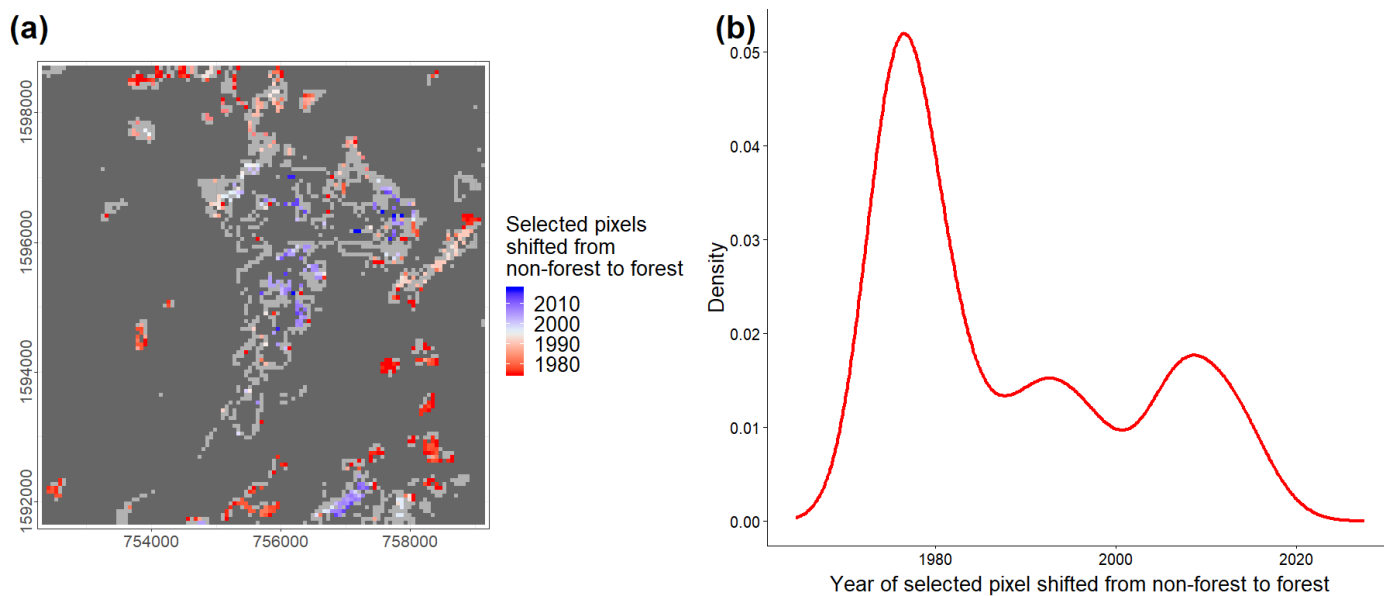 (a)
1598000
1596000
1594000
1592000
754000
756000
758000
Selected pixels
shifted from
non-forest to forest
2010
2000
1990
1980
(b)
0.05
0.04
0.03
0.02
0.01
0.00
Density
1980
2000
2020
Year of selected pixel shifted from non-forest to forest